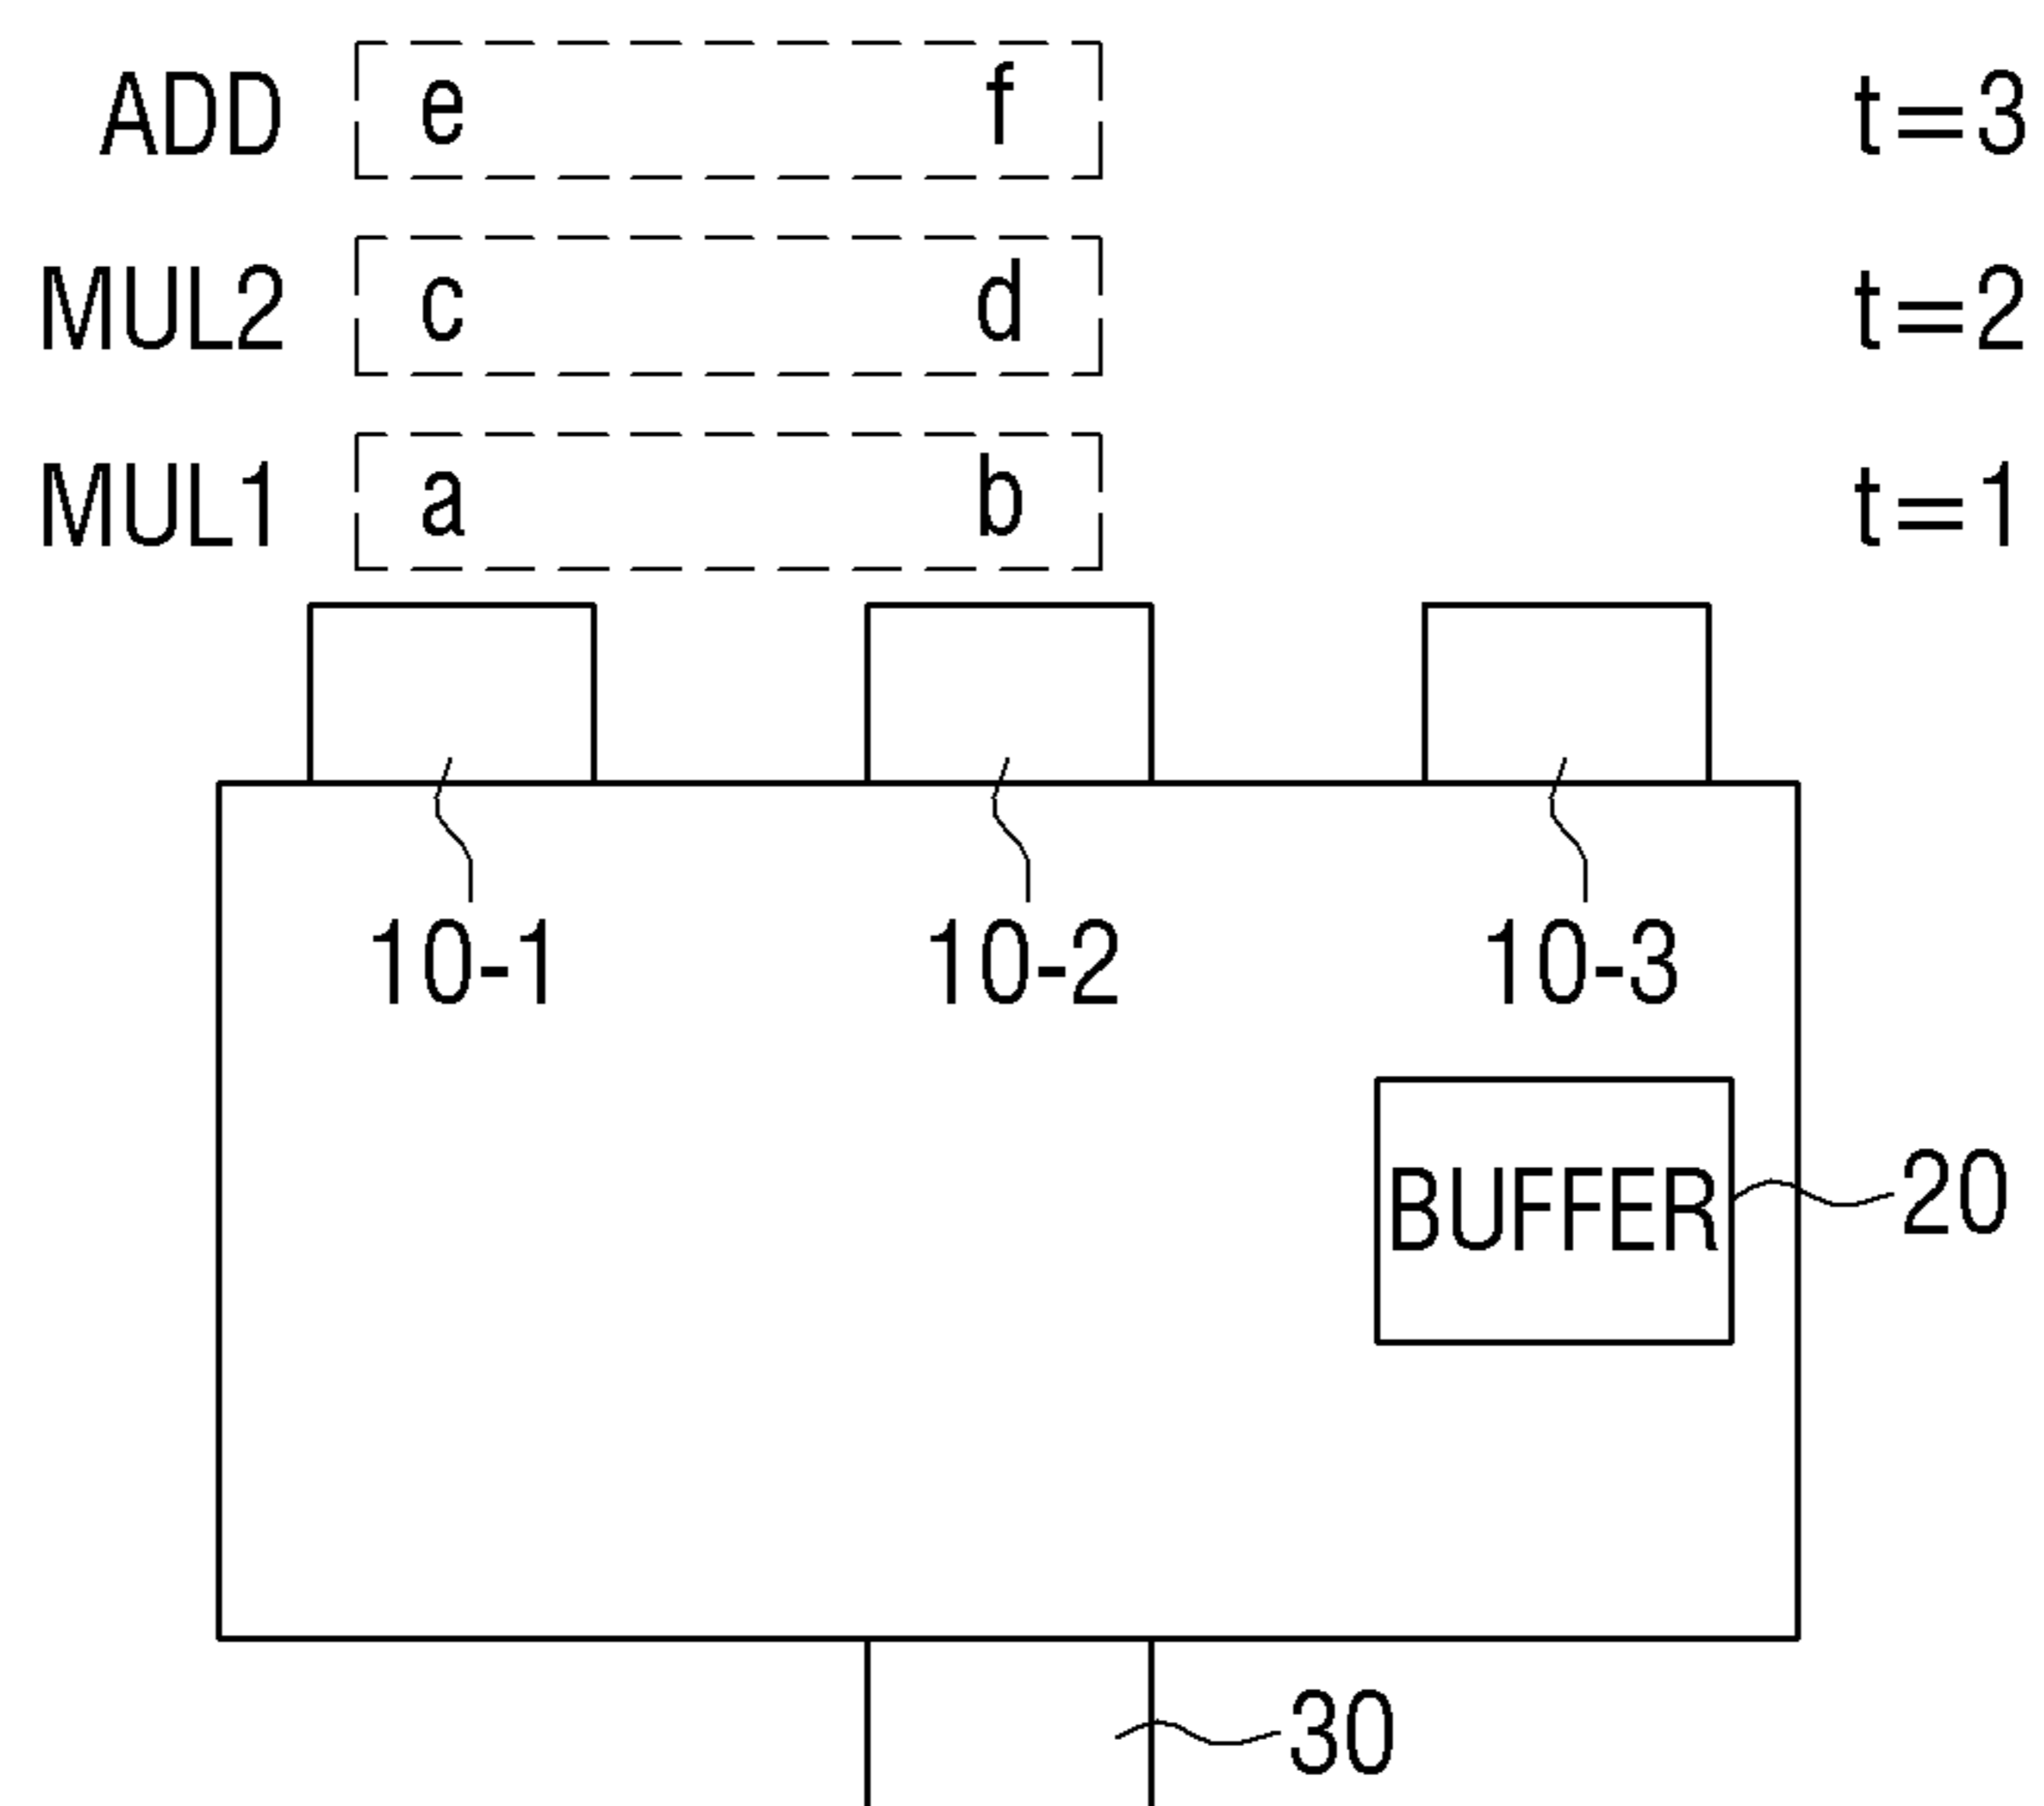 ADD e f t=3
MUL2 c d t=2
MUL1 a b t=1
10-1 10-2 10-3
BUFFER 20
30